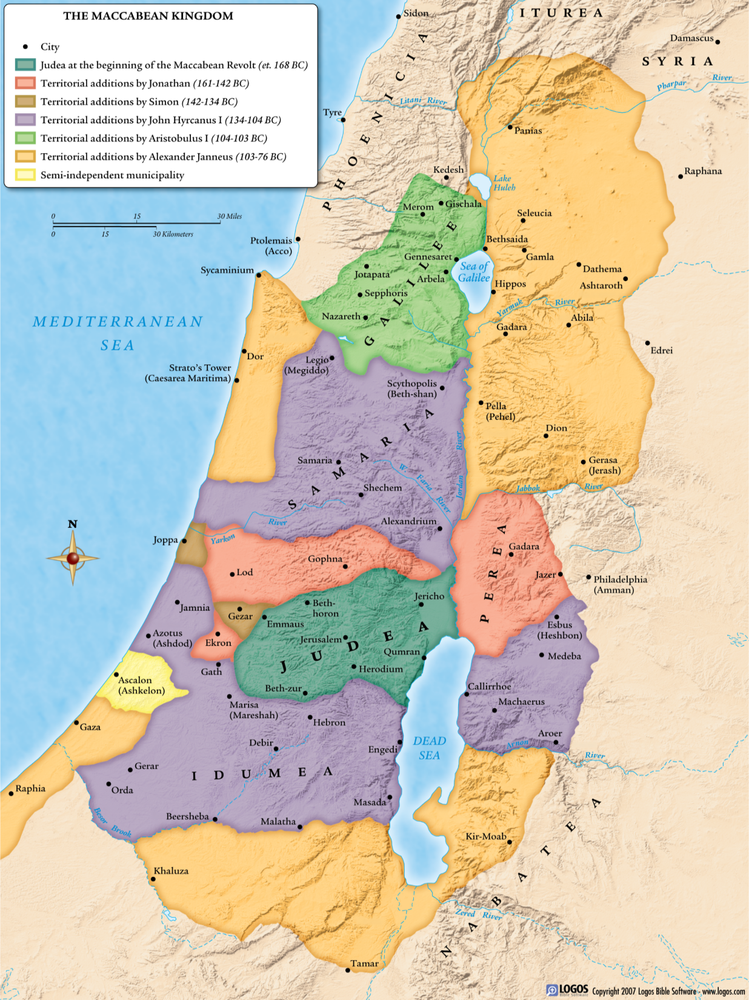 THE MACCABEAN KINGDOM
City
Judea at the beginning of the Maccabean Revolt (et. 168 BC)
Territorial additions by Jonathan (161-142 BC)
Territorial additions by Simon (142-134 BC)
Territorial additions by John Hyrcanus I (134-104 BC)
Territorial additions by Aristobulus I (104-103 BC)
Territorial additions by Alexander Janneus (103-76 BC)
Semi-independent municipality
0 15 30 Miles
0 15 30 Kilometers
Sidon
ITUREA
Damascus
SYRIA
Pharpar River
PHOENICIA
Litani River
Tyre
Panias
Kedesh
Raphana
Lake
Huleh
Gischala
Merom
Seleucia
Ptolemais
(Acco)
Bethsaida
Gamla
Gennesaret
Sycaminium
Sea of
Galilee
Dathema
Jotapata
Arbela
Ashtaroth
Hippos
Sepphoris
GALILEE
Yarmuk River
Nazareth
Abila
MEDITERRANEAN
SEA
Gadara
Edrei
Dor
Legio
(Megiddo)
Strato's Tower
(Caesarea Maritima)
Scythopolis
(Beth-shan)
Pella
(Pehel)
SAMARIA
Dion
Jordan River
Samaria
W. Faria River
Gerasa
(Jerash)
Shechem
Jabbok River
Alexandrium
N
Yarkon River
Joppa
PEREA
Gadara
Gophna
Lod
Jazer
Philadelphia
(Amman)
Jericho
Jamnia
Beth-
horon
Gezar
Emmaus
Esbus
(Heshbon)
Azotus
(Ashdod)
Ekron
Jerusalem
JUDEA
Qumran
Medeba
Gath
Herodium
Ascalon
(Ashkelon)
Beth-zur
Callirrhoe
Marisa
(Mareshah)
Machaerus
Gaza
Hebron
Aroer
Debir
Engedi
DEAD
SEA
Arnon River
Gerar
IDUMEA
Raphia
Orda
Masada
Besor Brook
Beersheba
Malatha
Kir-Moab
NABATEA
Khaluza
Zered River
Tamar
LOGOS
Bible Software
Copyright 2007 Logos Bible Software - www.logos.com